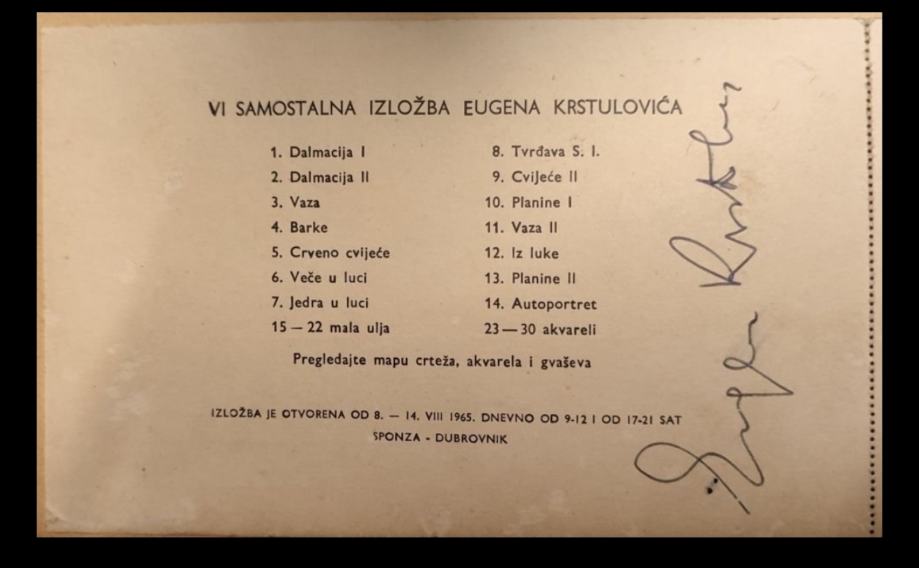 VI SAMOSTALNA IZLOŽBA EUGENA KRSTULOVIĆA
1. Dalmacija I
2. Dalmacija II
3. Vaza
4. Barke
5. Crveno cvijeće
6. Veče u luci
7. Jedra u luci
15 — 22 mala ulja
8. Tvrđava S. I.
9. Cvijeće II
10. Planine I
11. Vaza II
12. Iz luke
13. Planine II
14. Autoportret
23 — 30 akvareli
Pregledajte mapu crteža, akvarela i gvaševa
IZLOŽBA JE OTVORENA OD 8. — 14. VIII 1965. DNEVNO OD 9-12 I OD 17-21 SAT
SPONZA - DUBROVNIK